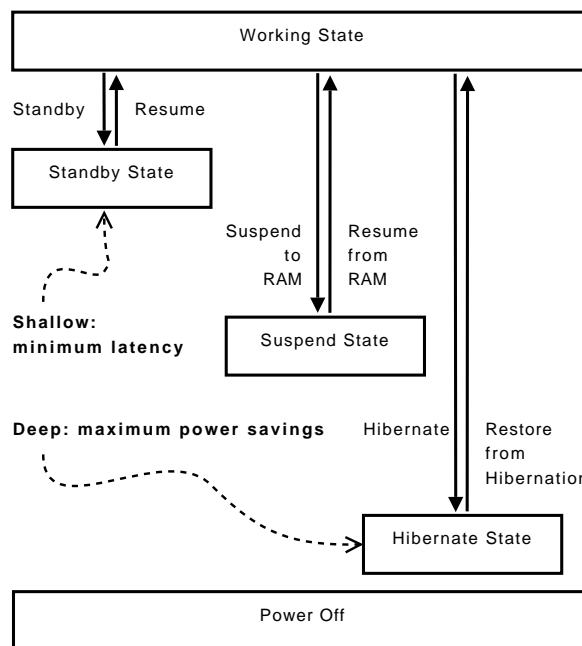 Working State
Standby
Resume
Standby State
Suspend
to
RAM
Resume
from
RAM
Shallow:
minimum latency
Suspend State
Deep: maximum power savings
Hibernate
Restore
from
Hibernation
Hibernate State
Power Off